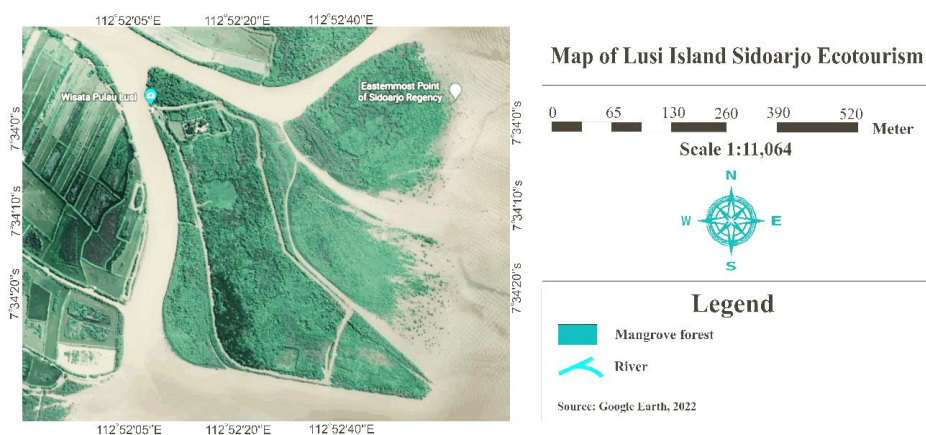 112°52'05"E 112°52'20"E 112°52'40"E
Wisata Pulau Lusi
Easternmost Point
of Sidoarjo Regency
7°34'0"s
7°34'10"s
7°34'20"s
7°34'0"s
7°34'10"s
7°34'20"s
112°52'05"E 112°52'20"E 112°52'40"E
Map of Lusi Island Sidoarjo Ecotourism
0 65 130 260 390 520
Meter
Scale 1:11,064
N
W E
S
Legend
Mangrove forest
River
Source: Google Earth, 2022